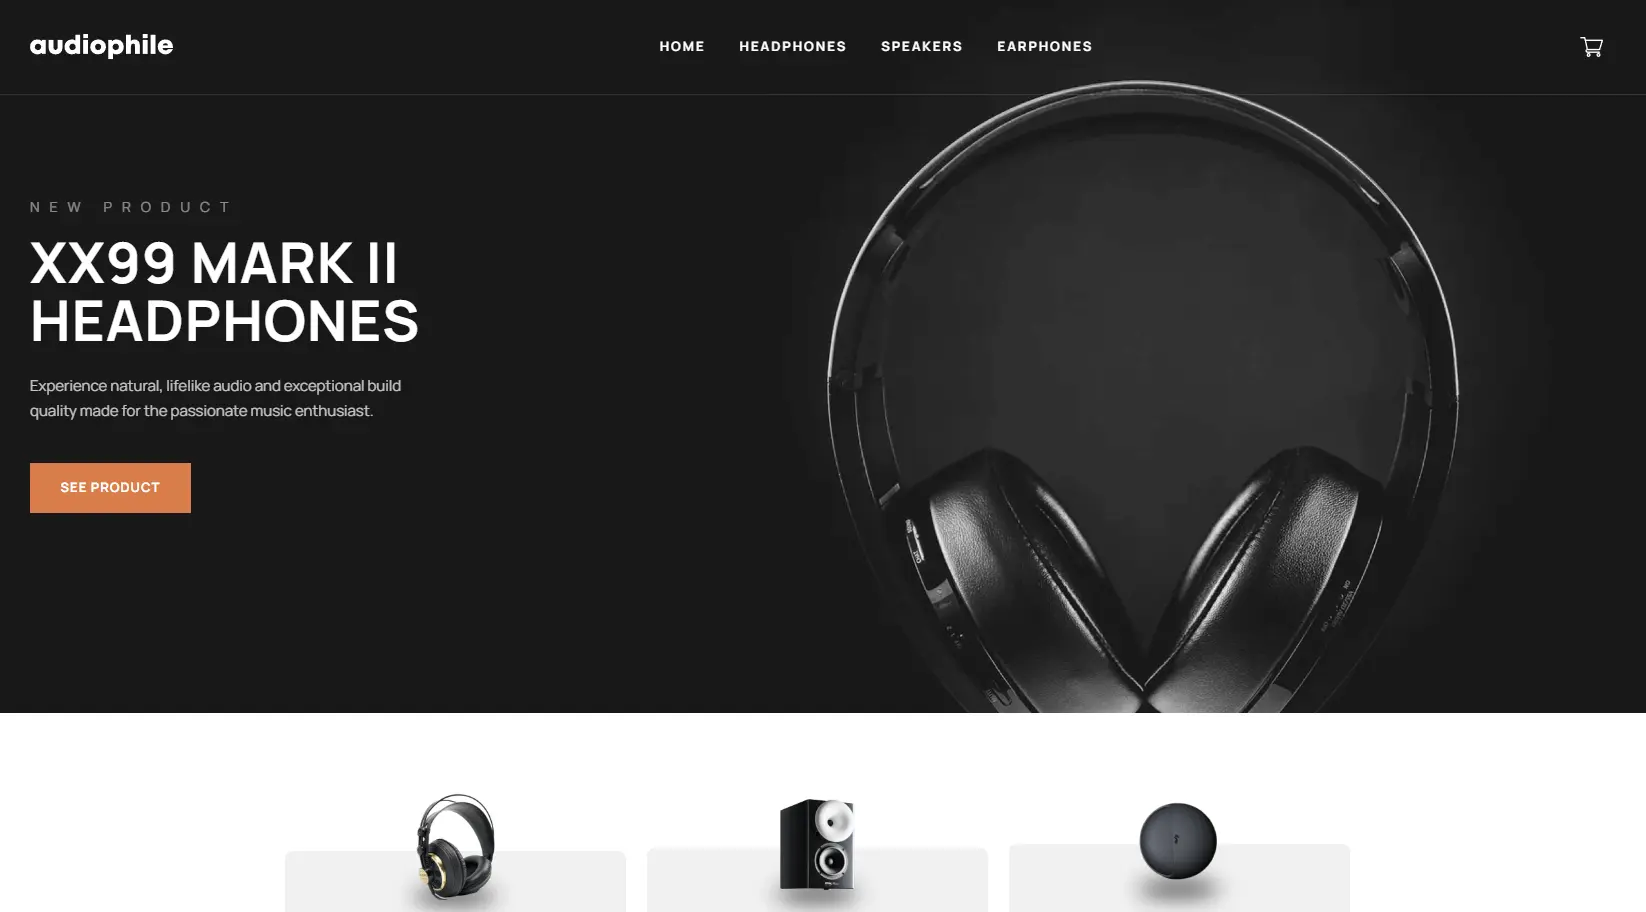 audiophile
HOME HEADPHONES SPEAKERS EARPHONES
NEW PRODUCT
XX99 MARK II
HEADPHONES
Experience natural, lifelike audio and exceptional build
quality made for the passionate music enthusiast.
SEE PRODUCT